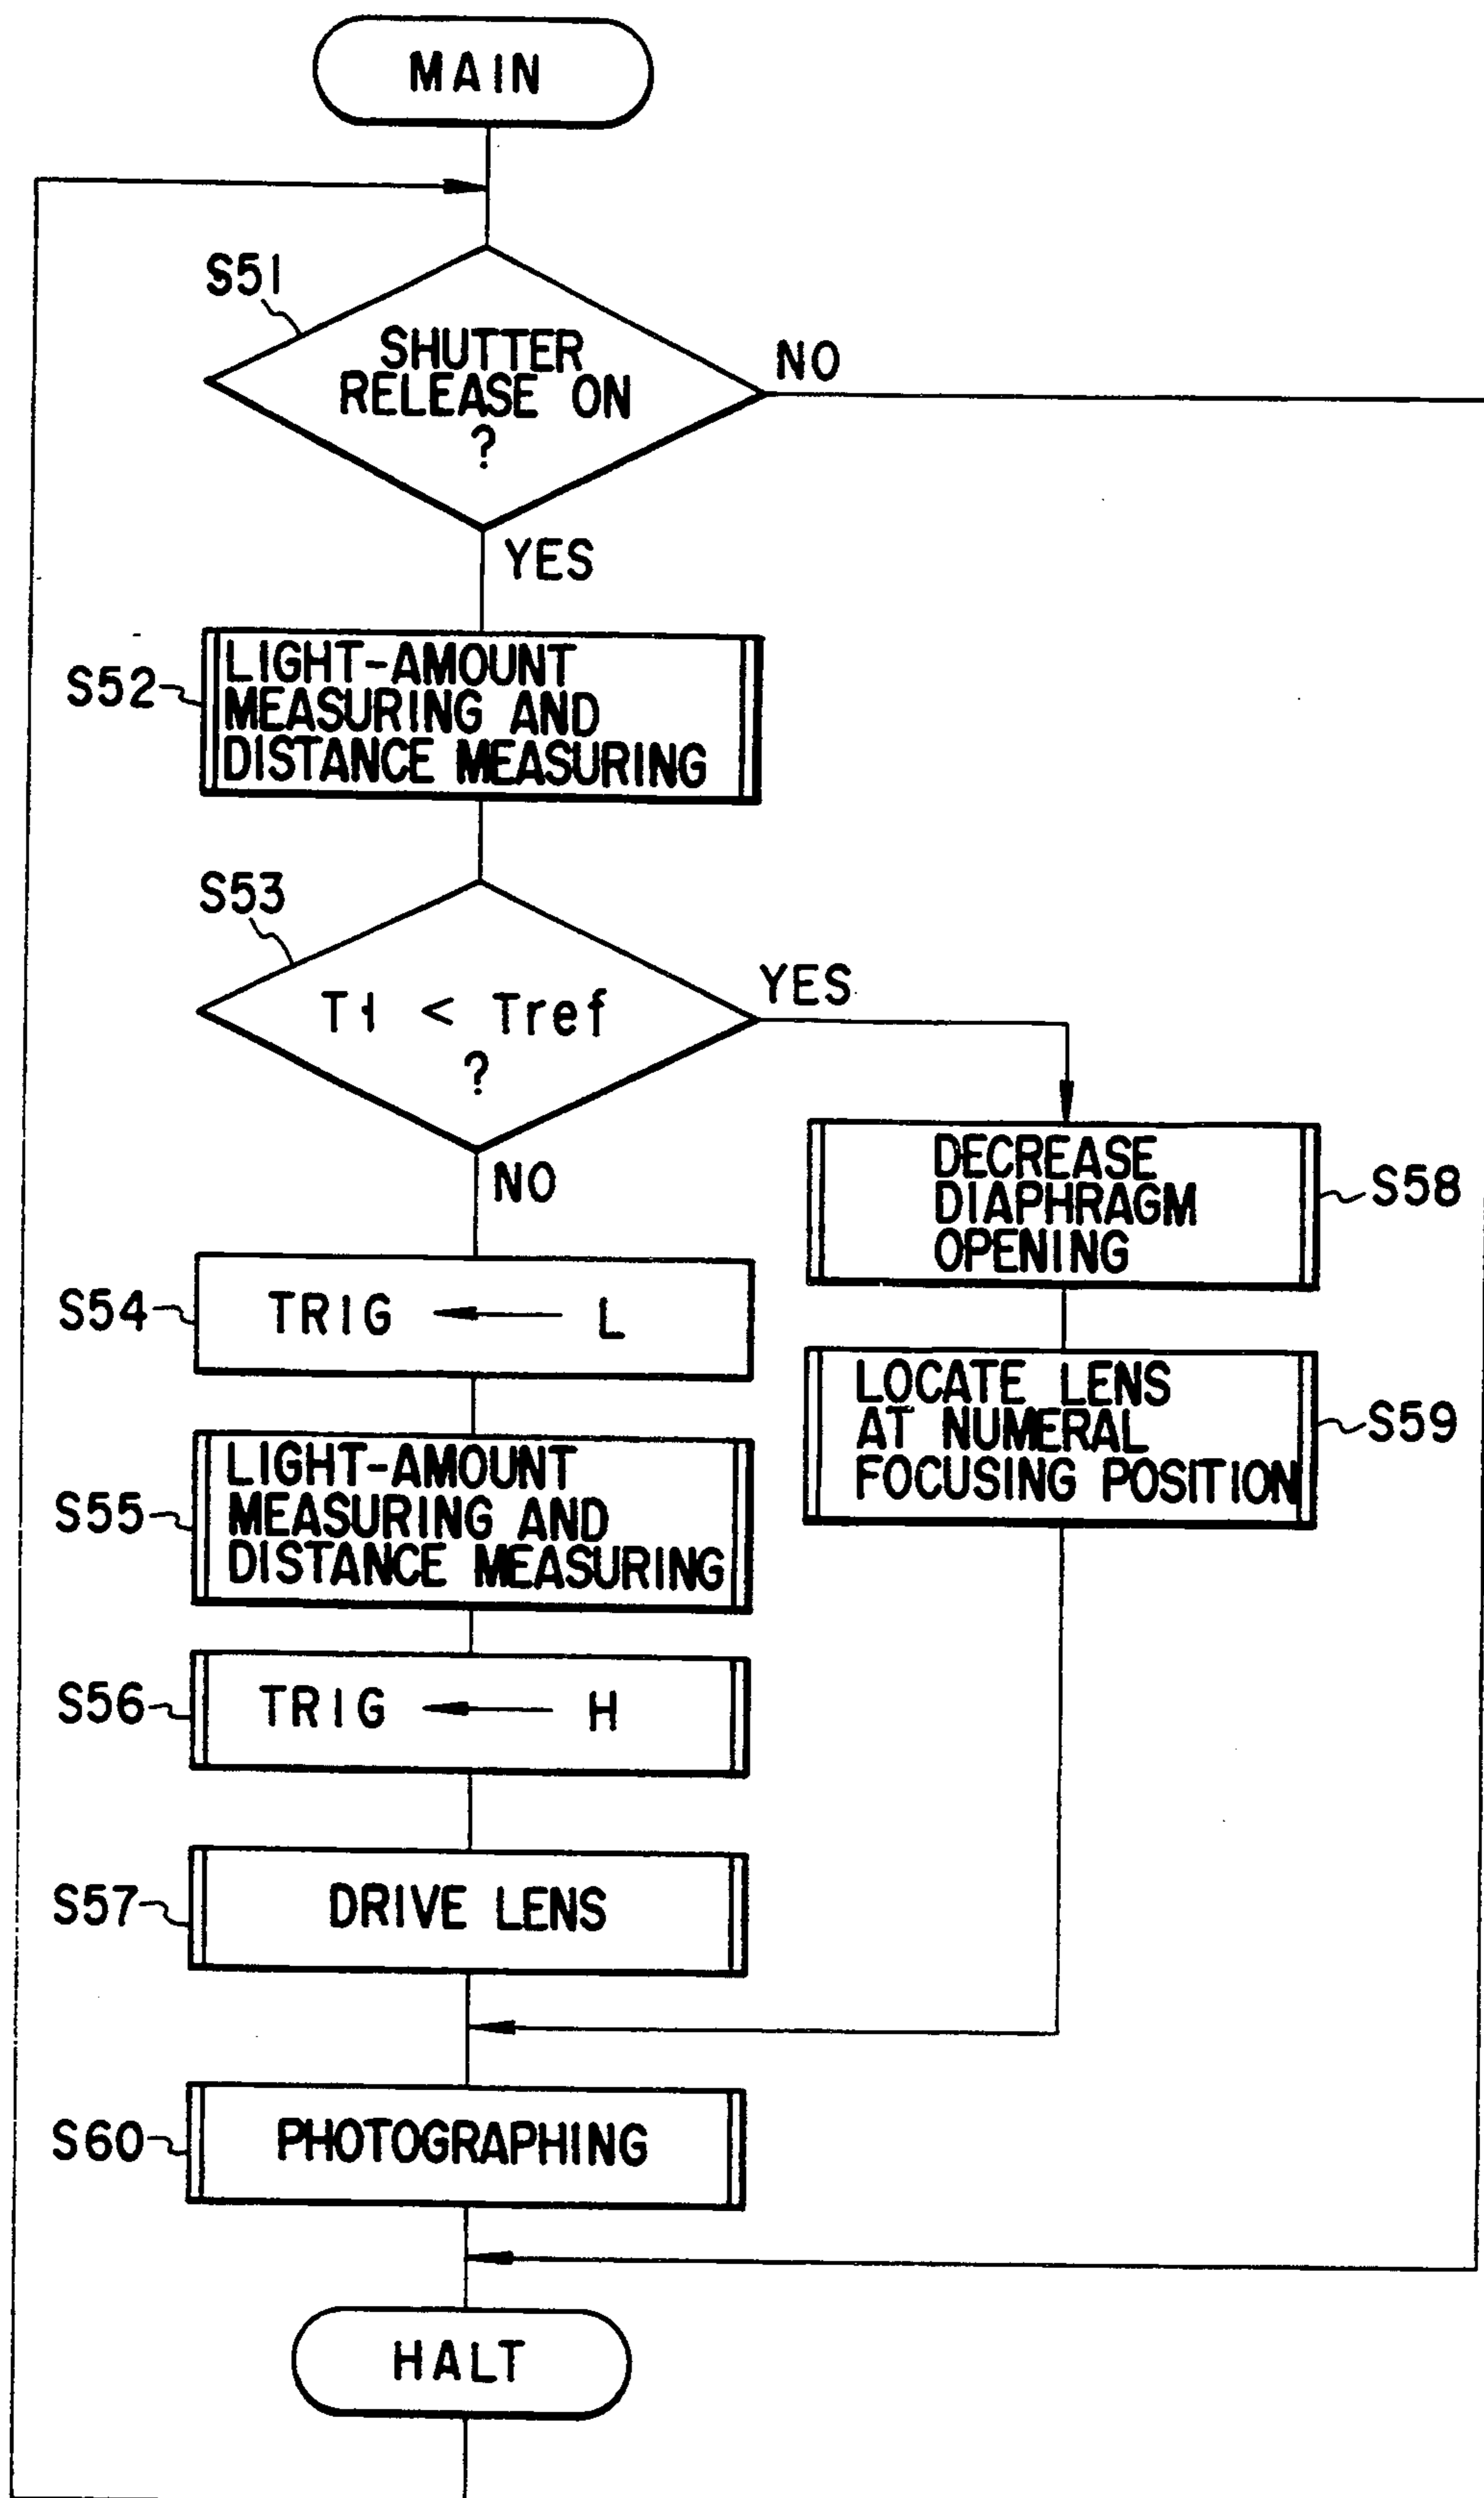 MAIN
S51
SHUTTER
RELEASE ON
?
NO
YES
S52
LIGHT-AMOUNT
MEASURING AND
DISTANCE MEASURING
S53
T1 < Tref
?
YES
NO
DECREASE
DIAPHRAGM
OPENING
S58
S54
TRIG ← L
LOCATE LENS
AT NUMERAL
FOCUSING POSITION
S59
S55
LIGHT-AMOUNT
MEASURING AND
DISTANCE MEASURING
S56
TRIG ← H
S57
DRIVE LENS
S60
PHOTOGRAPHING
HALT